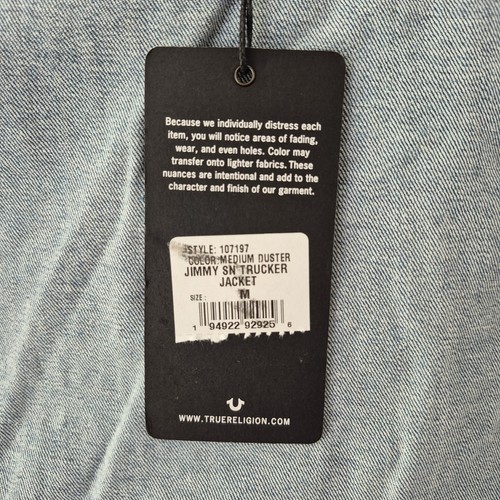 Because we individually distress each
item, you will notice areas of fading,
wear, and even holes. Color may
transfer onto lighter fabrics. These
nuances are intentional and add to the
character and finish of our garment.
STYLE: 107197
COLOR:MEDIUM DUSTER
JIMMY SN TRUCKER
JACKET
SIZE: M
1 94922 92925 6
WWW.TRUERELIGION.COM